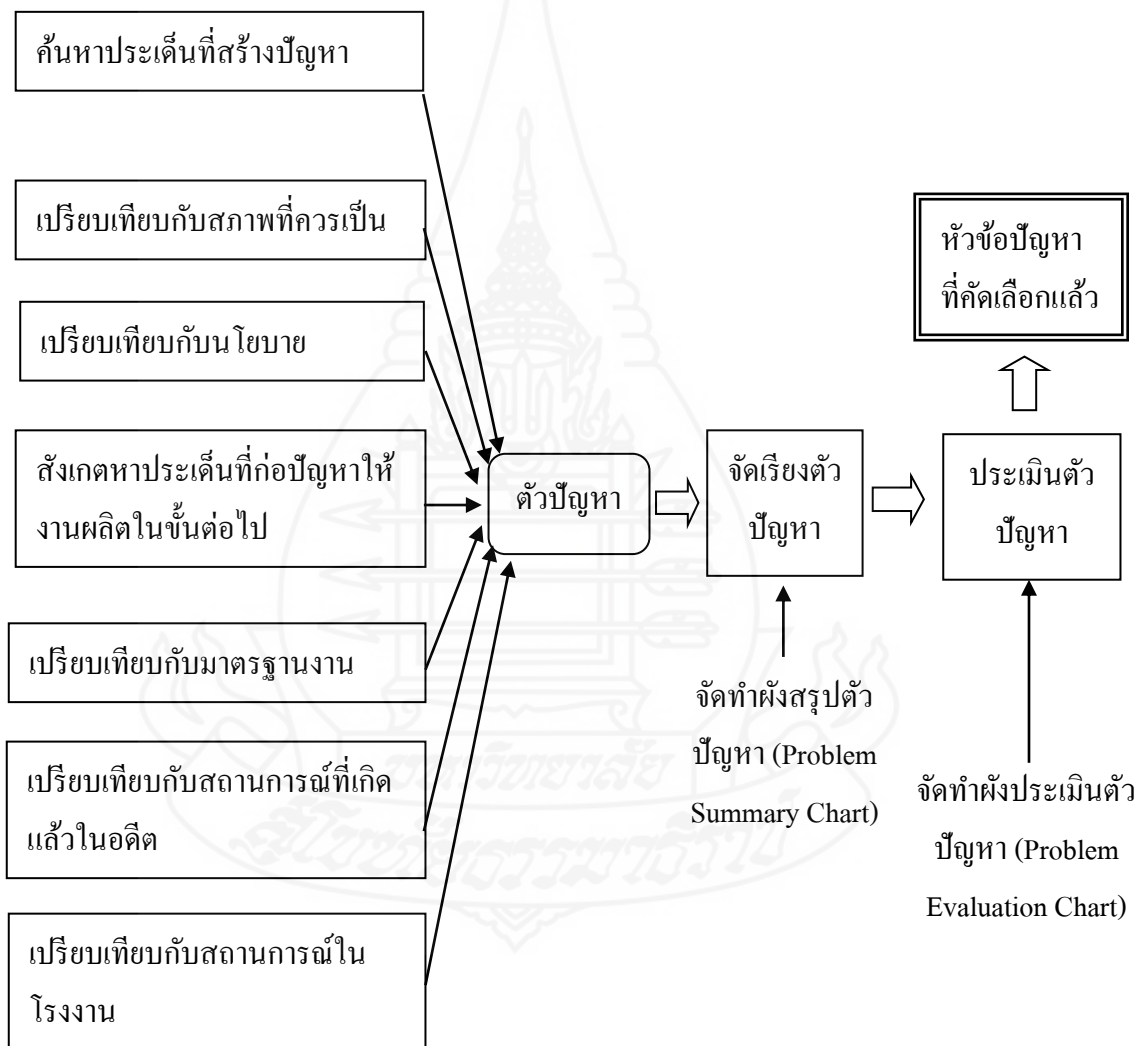 ค้นหาประเด็นที่สร้างปัญหา
เปรียบเทียบกับสภาพที่ควรเป็น
เปรียบเทียบกับนโยบาย
สังเกตหาประเด็นที่ก่อปัญหาให้
งานผลิตในขั้นต่อไป
เปรียบเทียบกับมาตรฐานงาน
เปรียบเทียบกับสถานการณ์ที่เกิด
แล้วในอดีต
เปรียบเทียบกับสถานการณ์ใน
โรงงาน
ตัวปัญหา
จัดเรียงตัว
ปัญหา
จัดทำผังสรุปตัว
ปัญหา (Problem
Summary Chart)
ประเมินตัว
ปัญหา
จัดทำผังประเมินตัว
ปัญหา (Problem
Evaluation Chart)
หัวข้อปัญหา
ที่คัดเลือกแล้ว